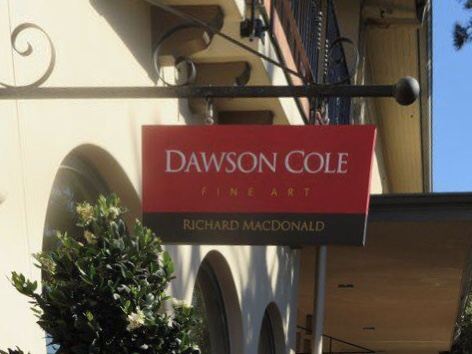 DAWSON COLE
FINE ART
RICHARD MACDONALD